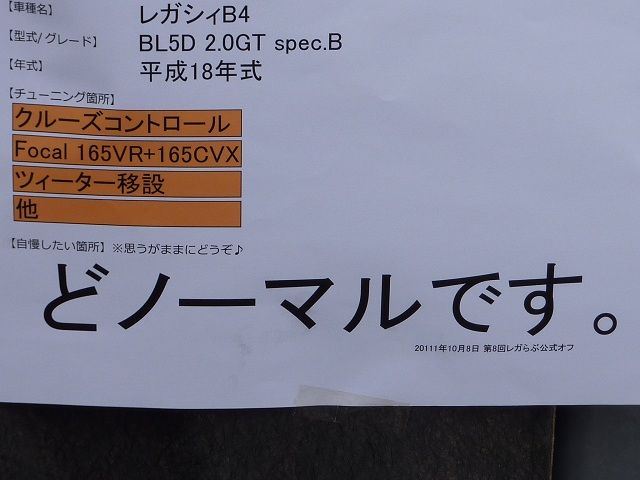 【車種名】 レガシィB4
【型式/グレード】 BL5D 2.0GT spec.B
【年式】 平成18年式
【チューニング箇所】
クルーズコントロール
Focal 165VR+165CVX
ツィーター移設
他
【自慢したい箇所】 ※思うがままにどうぞ♪
どノーマルです。
20111年10月8日 第8回レガらぶ公式オフ